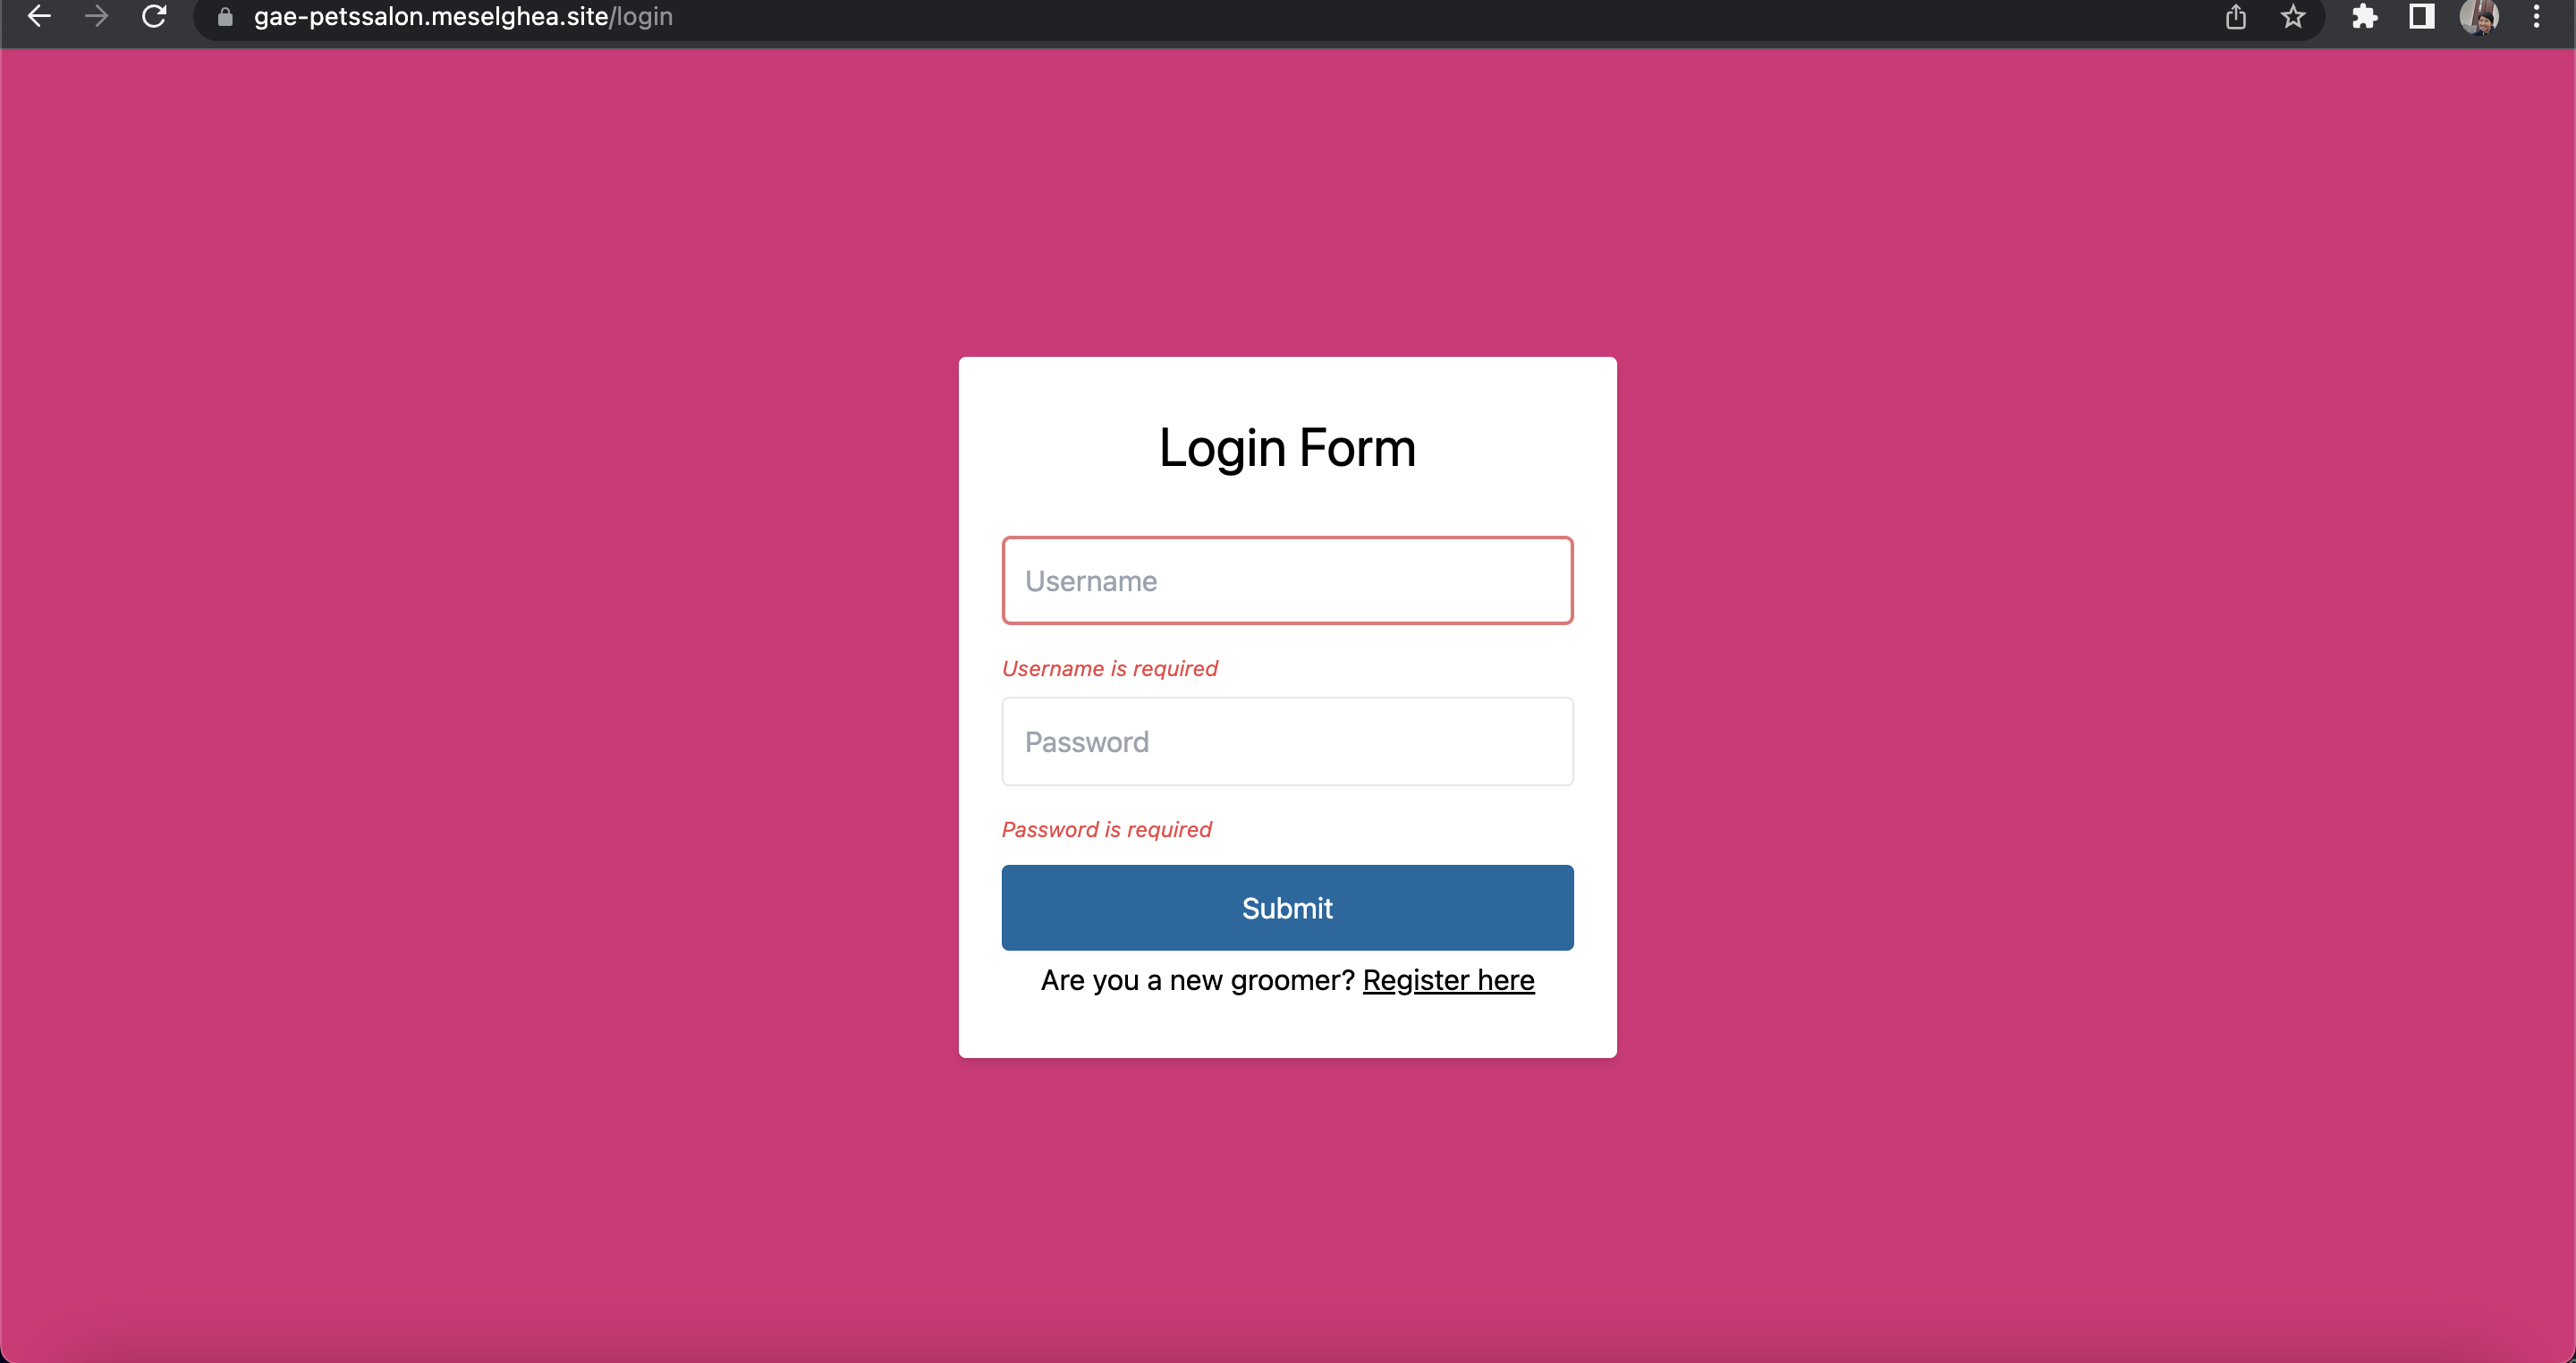 gae-petssalon.meselghea.site/login
Login Form
Username
Username is required
Password
Password is required
Submit
Are you a new groomer? Register here